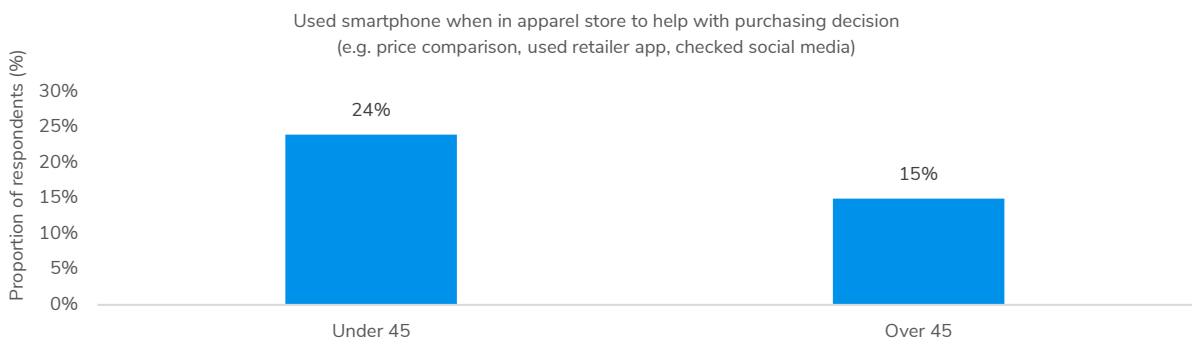 Used smartphone when in apparel store to help with purchasing decision
(e.g. price comparison, used retailer app, checked social media)
Proportion of respondents (%)
30%
25%
20%
15%
10%
5%
0%
24%
15%
Under 45
Over 45